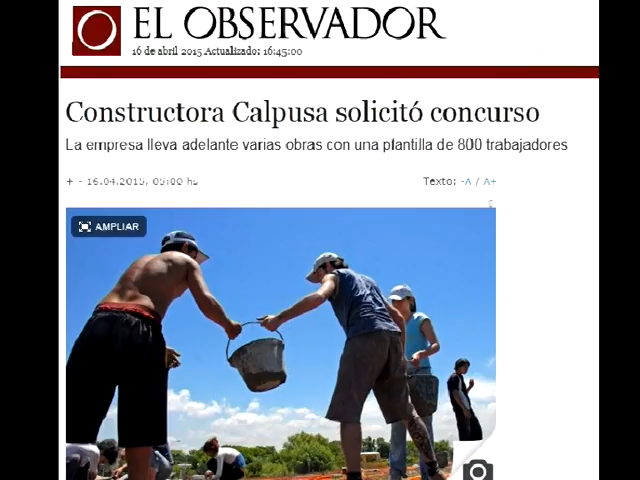 EL OBSERVADOR
16 de abril 2015 Actualizado: 16:45:00
Constructora Calpusa solicitó concurso
La empresa lleva adelante varias obras con una plantilla de 800 trabajadores
+ - 16.04.2015, 05:00 hs
Texto: -A / A+
AMPLIAR